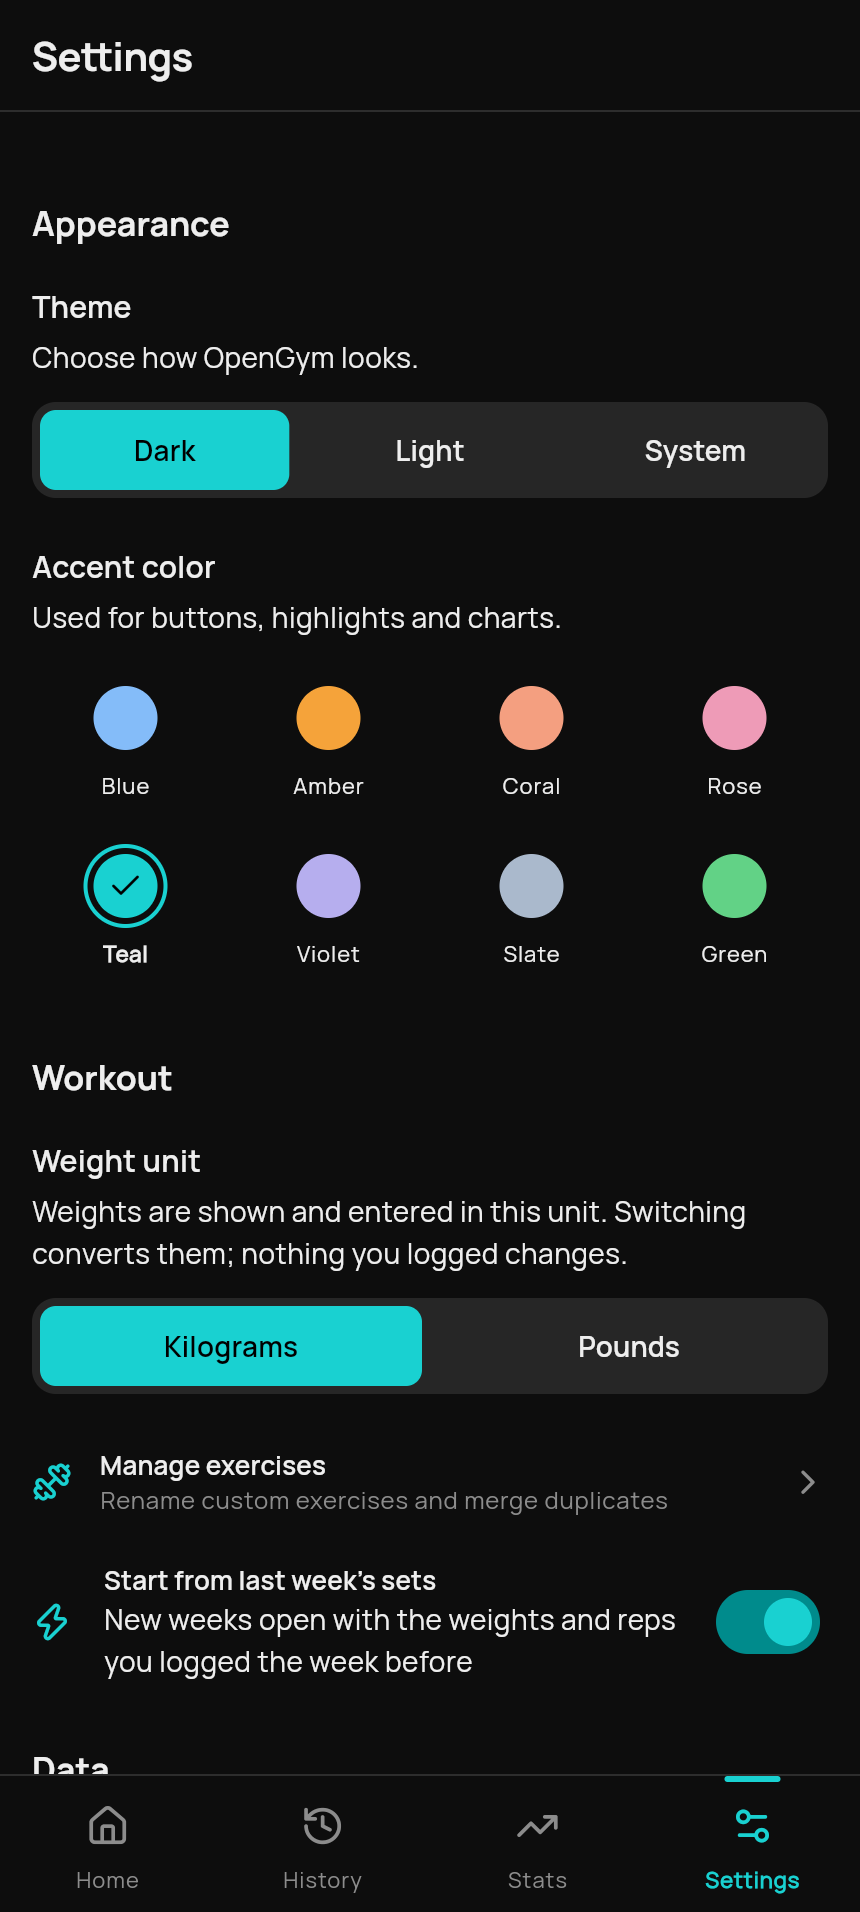 Settings
Appearance
Theme
Choose how OpenGym looks.
Dark
Light
System
Accent color
Used for buttons, highlights and charts.
Blue
Amber
Coral
Rose
Teal
Violet
Slate
Green
Workout
Weight unit
Weights are shown and entered in this unit. Switching
converts them; nothing you logged changes.
Kilograms
Pounds
Manage exercises
Rename custom exercises and merge duplicates
Start from last week's sets
New weeks open with the weights and reps
you logged the week before
Data
Home
History
Stats
Settings